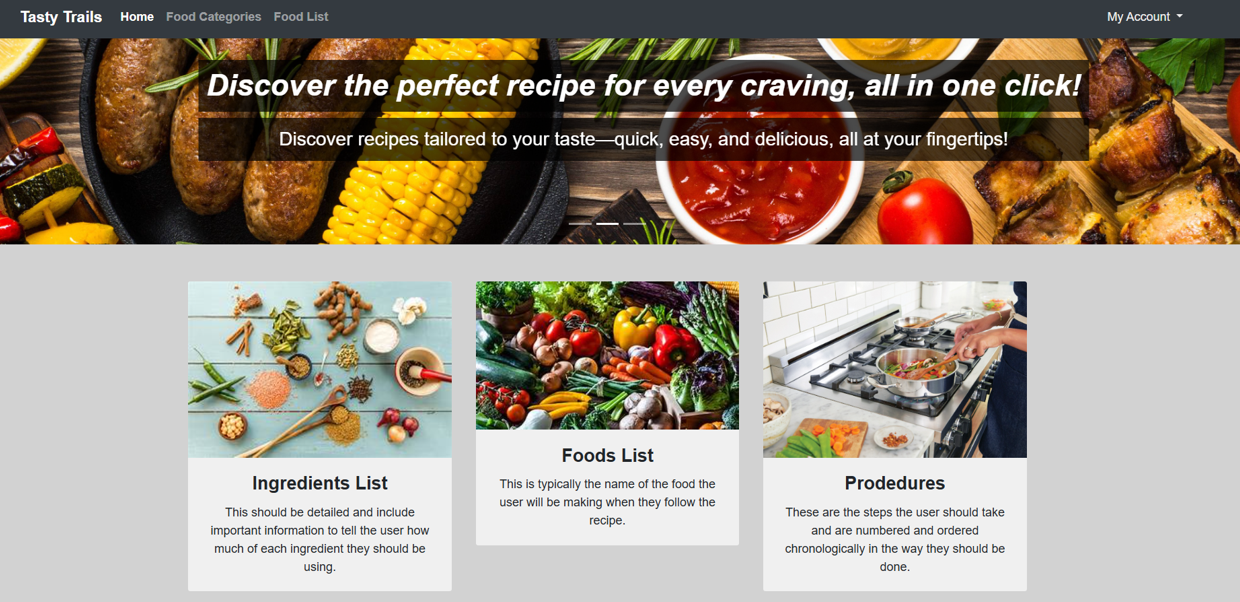 Tasty Trails Home Food Categories Food List My Account
Discover the perfect recipe for every craving, all in one click!
Discover recipes tailored to your taste—quick, easy, and delicious, all at your fingertips!
Ingredients List
This should be detailed and include
important information to tell the user how
much of each ingredient they should be
using.
Foods List
This is typically the name of the food the
user will be making when they follow the
recipe.
Prodedures
These are the steps the user should take
and are numbered and ordered
chronologically in the way they should be
done.